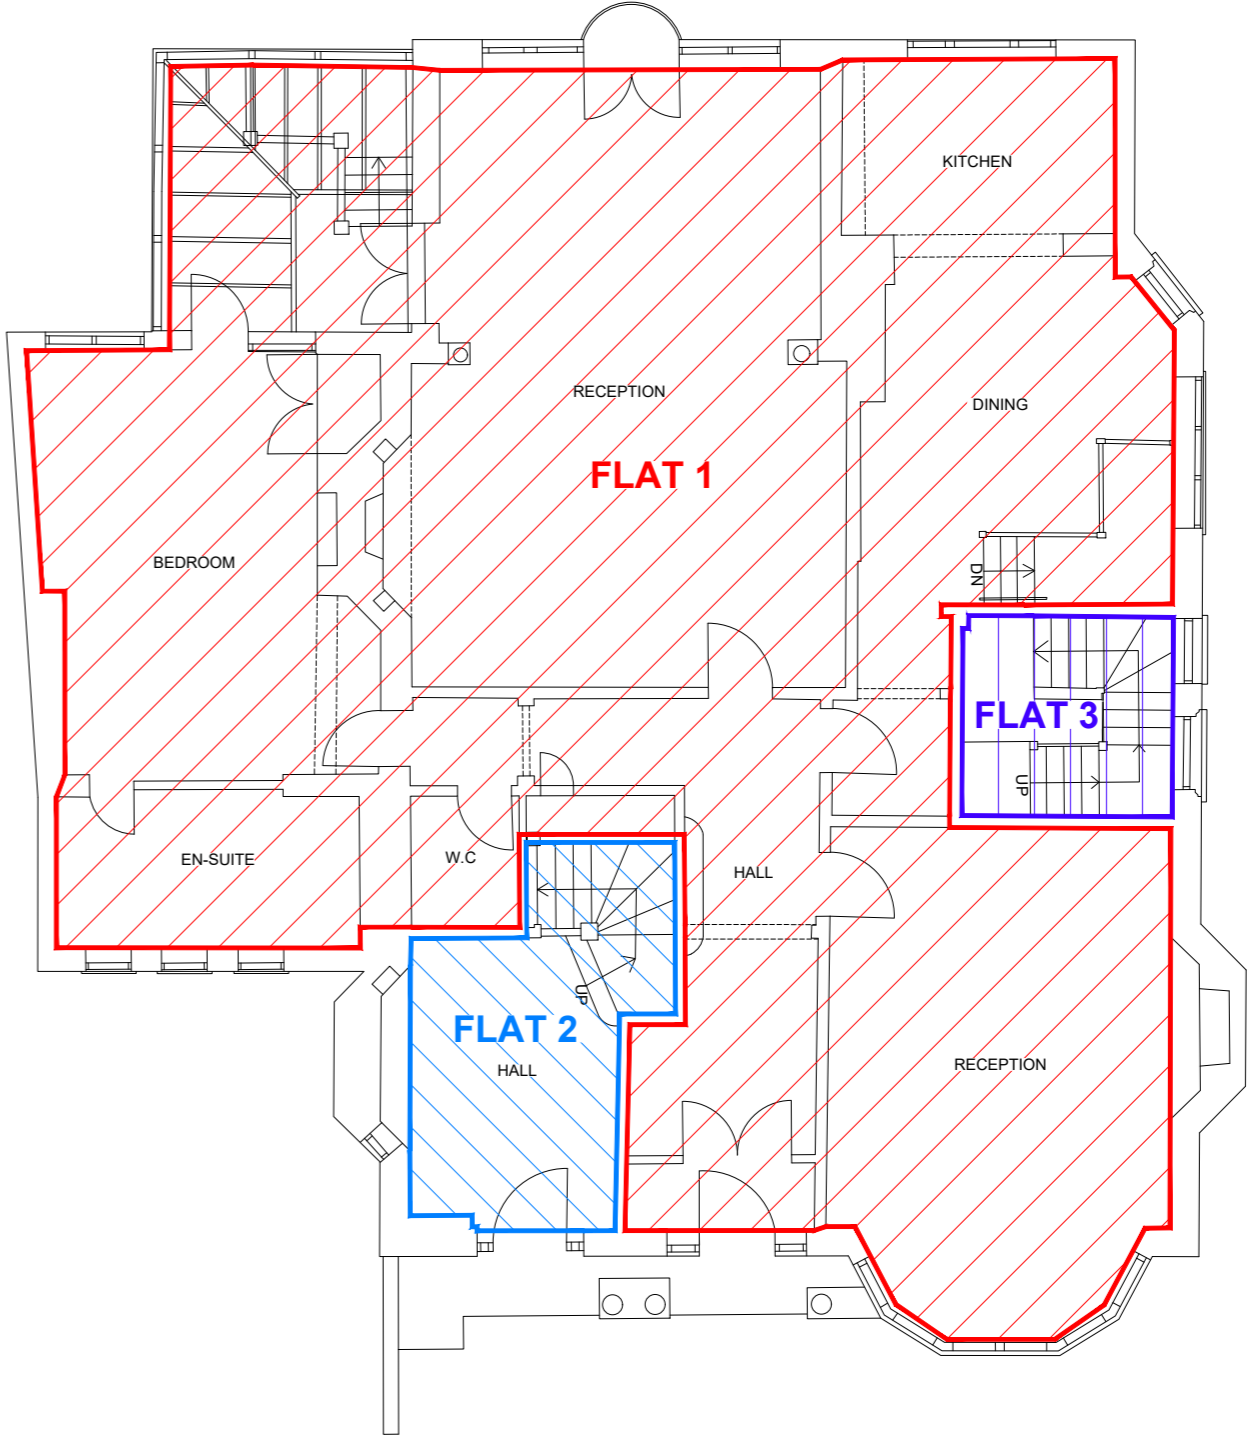 KITCHEN
RECEPTION
DINING
FLAT 1
BEDROOM
DN
FLAT 3
UP
EN-SUITE
W.C
HALL
UP
FLAT 2
HALL
RECEPTION